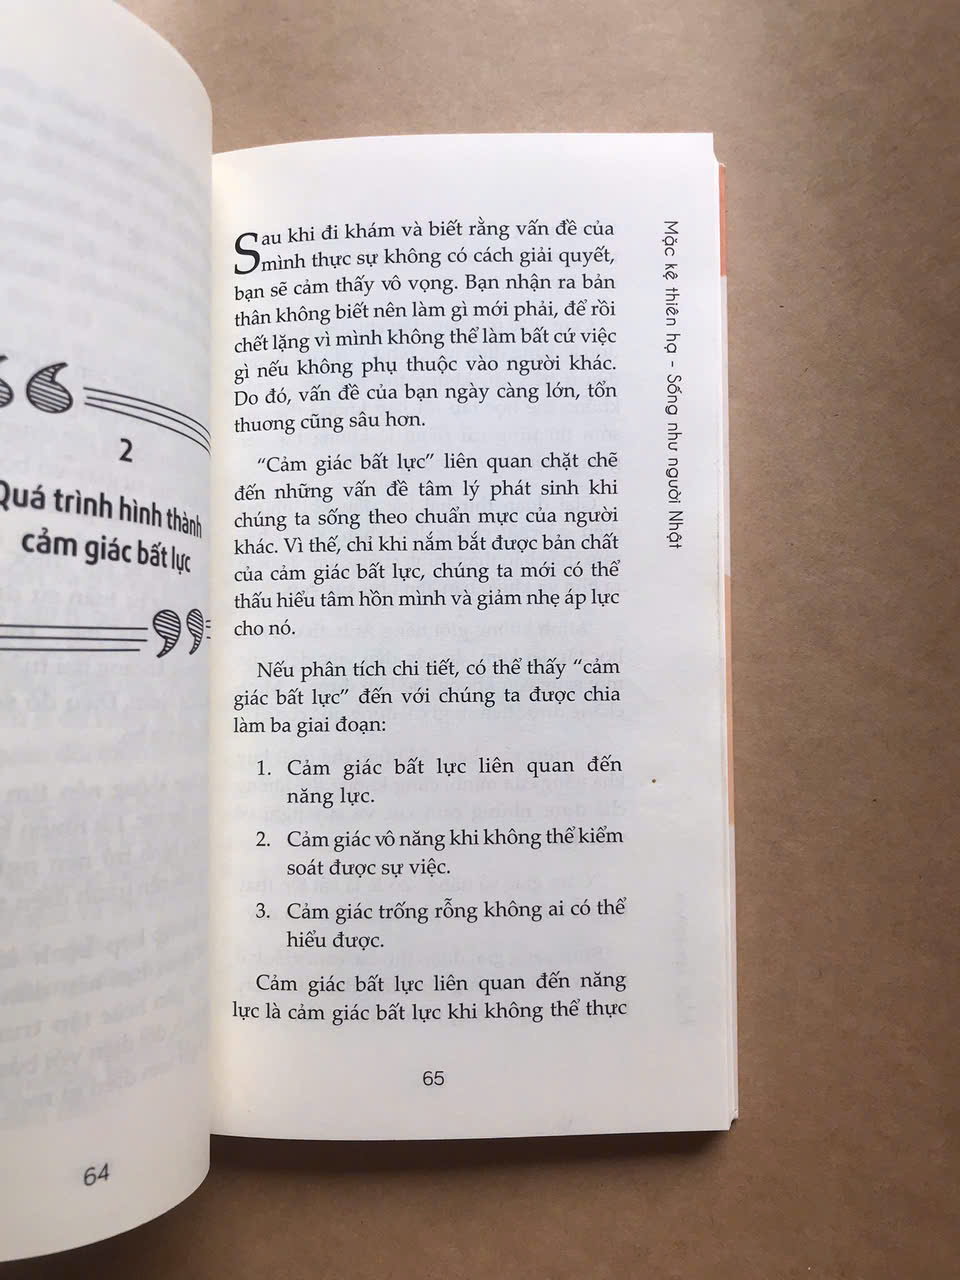 2
Quá trình hình thành
cảm giác bất lực
64
Sau khi đi khám và biết rằng vấn đề của
mình thực sự không có cách giải quyết,
bạn sẽ cảm thấy vô vọng. Bạn nhận ra bản
thân không biết nên làm gì mới phải, để rồi
chết lặng vì mình không thể làm bất cứ việc
gì nếu không phụ thuộc vào người khác.
Do đó, vấn đề của bạn ngày càng lớn, tổn
thương cũng sâu hơn.
“Cảm giác bất lực” liên quan chặt chẽ
đến những vấn đề tâm lý phát sinh khi
chúng ta sống theo chuẩn mực của người
khác. Vì thế, chỉ khi nắm bắt được bản chất
của cảm giác bất lực, chúng ta mới có thể
thấu hiểu tâm hồn mình và giảm nhẹ áp lực
cho nó.
Nếu phân tích chi tiết, có thể thấy “cảm
giác bất lực” đến với chúng ta được chia
làm ba giai đoạn:
1. Cảm giác bất lực liên quan đến
năng lực.
2. Cảm giác vô năng khi không thể kiểm
soát được sự việc.
3. Cảm giác trống rỗng không ai có thể
hiểu được.
Cảm giác bất lực liên quan đến năng
lực là cảm giác bất lực khi không thể thực
65
Mặc kệ thiên hạ - Sống như người Nhật